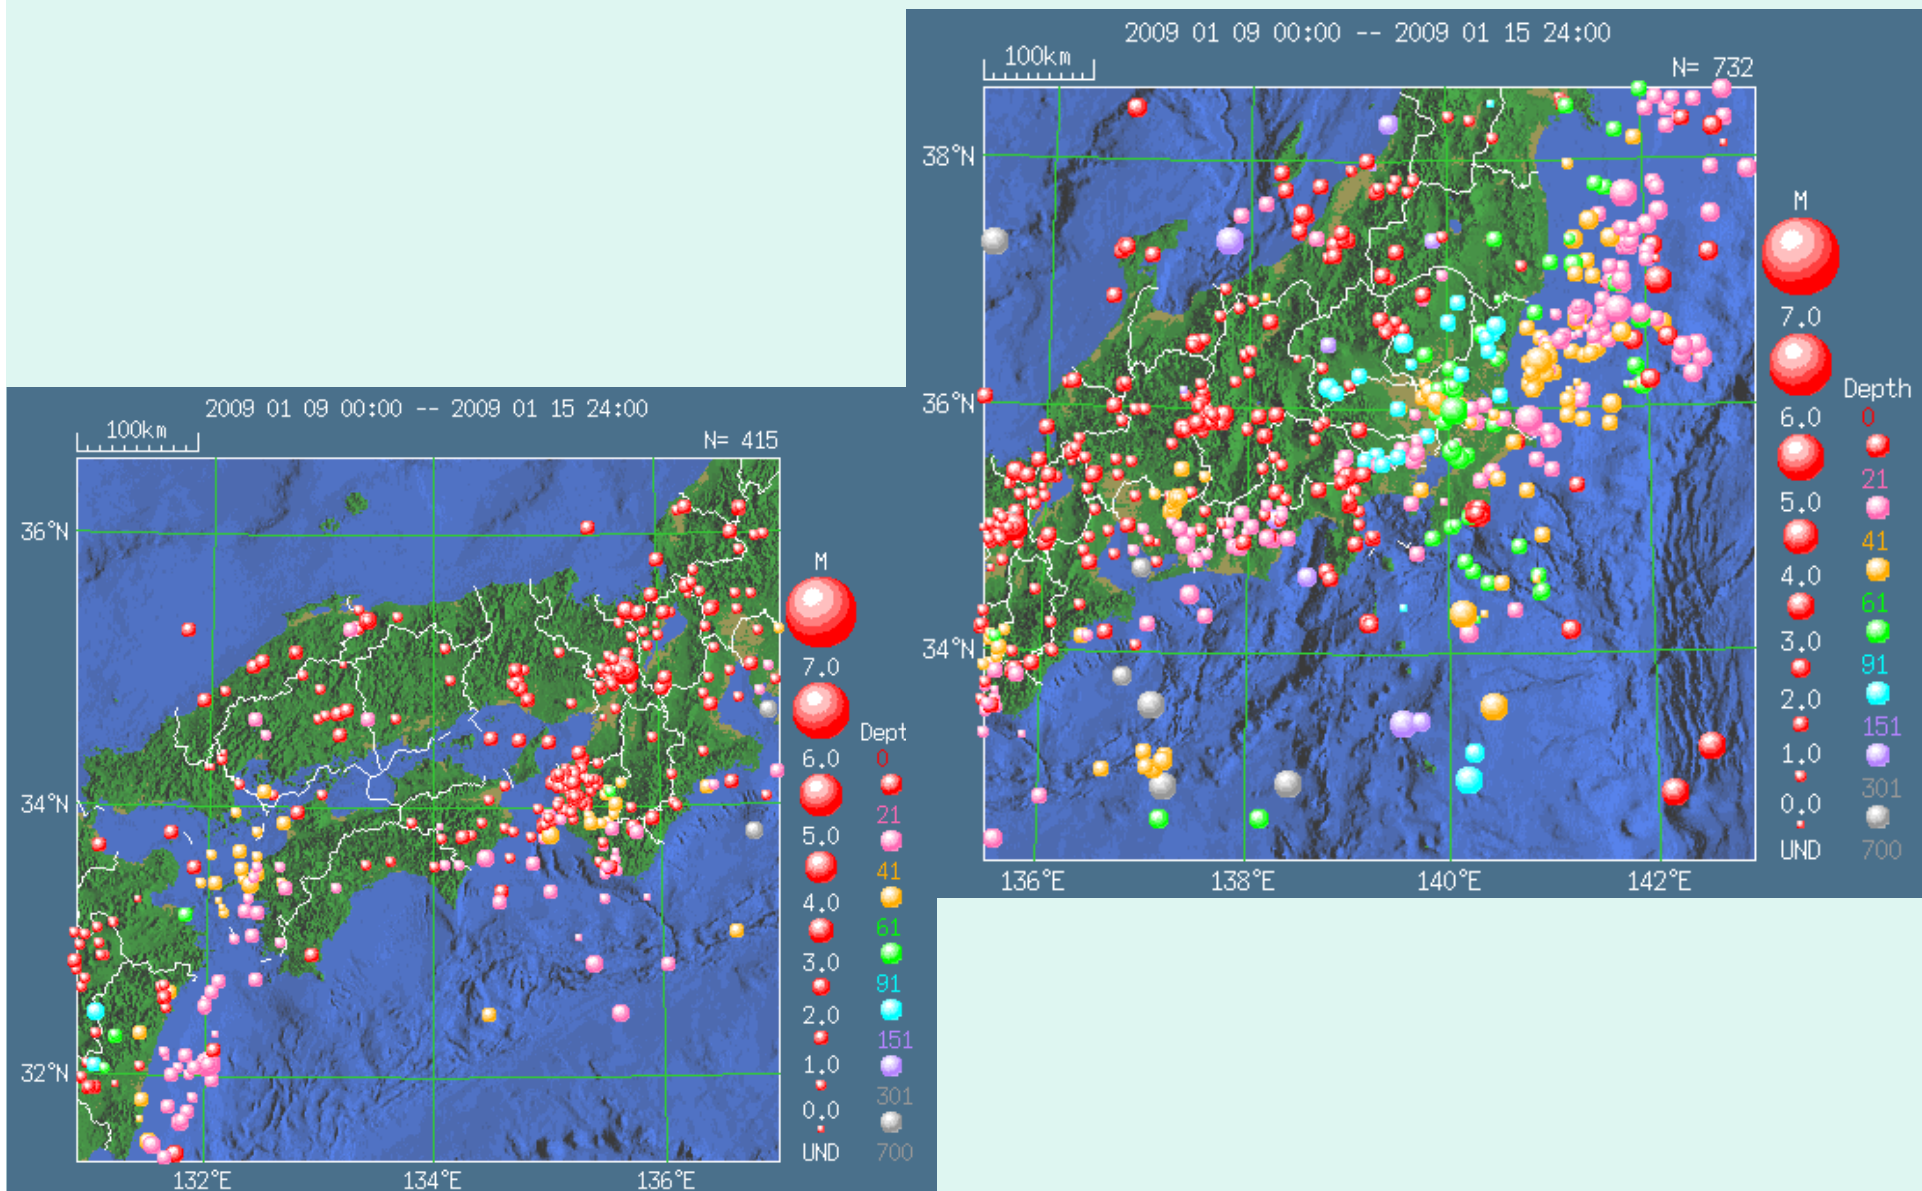 2009 01 09 00:00 -- 2009 01 15 24:00
100km
N= 732
38°N
36°N
34°N
136°E 138°E 140°E 142°E
M
7.0
6.0
5.0
4.0
3.0
2.0
1.0
0.0
UND
Depth
0
21
41
61
91
151
301
700
2009 01 09 00:00 -- 2009 01 15 24:00
100km
N= 415
36°N
34°N
32°N
132°E 134°E 136°E
M
7.0
6.0
5.0
4.0
3.0
2.0
1.0
0.0
UND
Dept
0
21
41
61
91
151
301
700